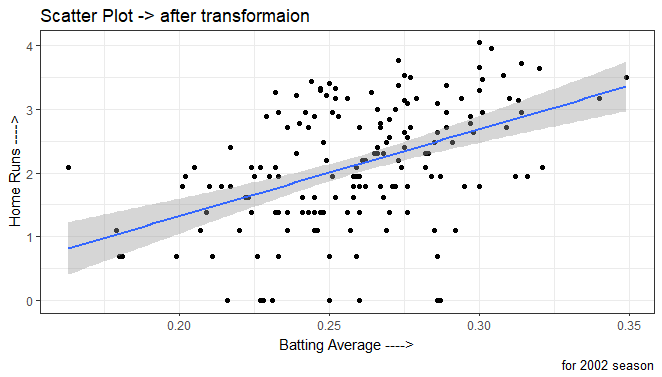 Scatter Plot -> after transformaion
Home Runs ---->
4
3
2
1
0
0.20
0.25
0.30
0.35
Batting Average ---->
for 2002 season